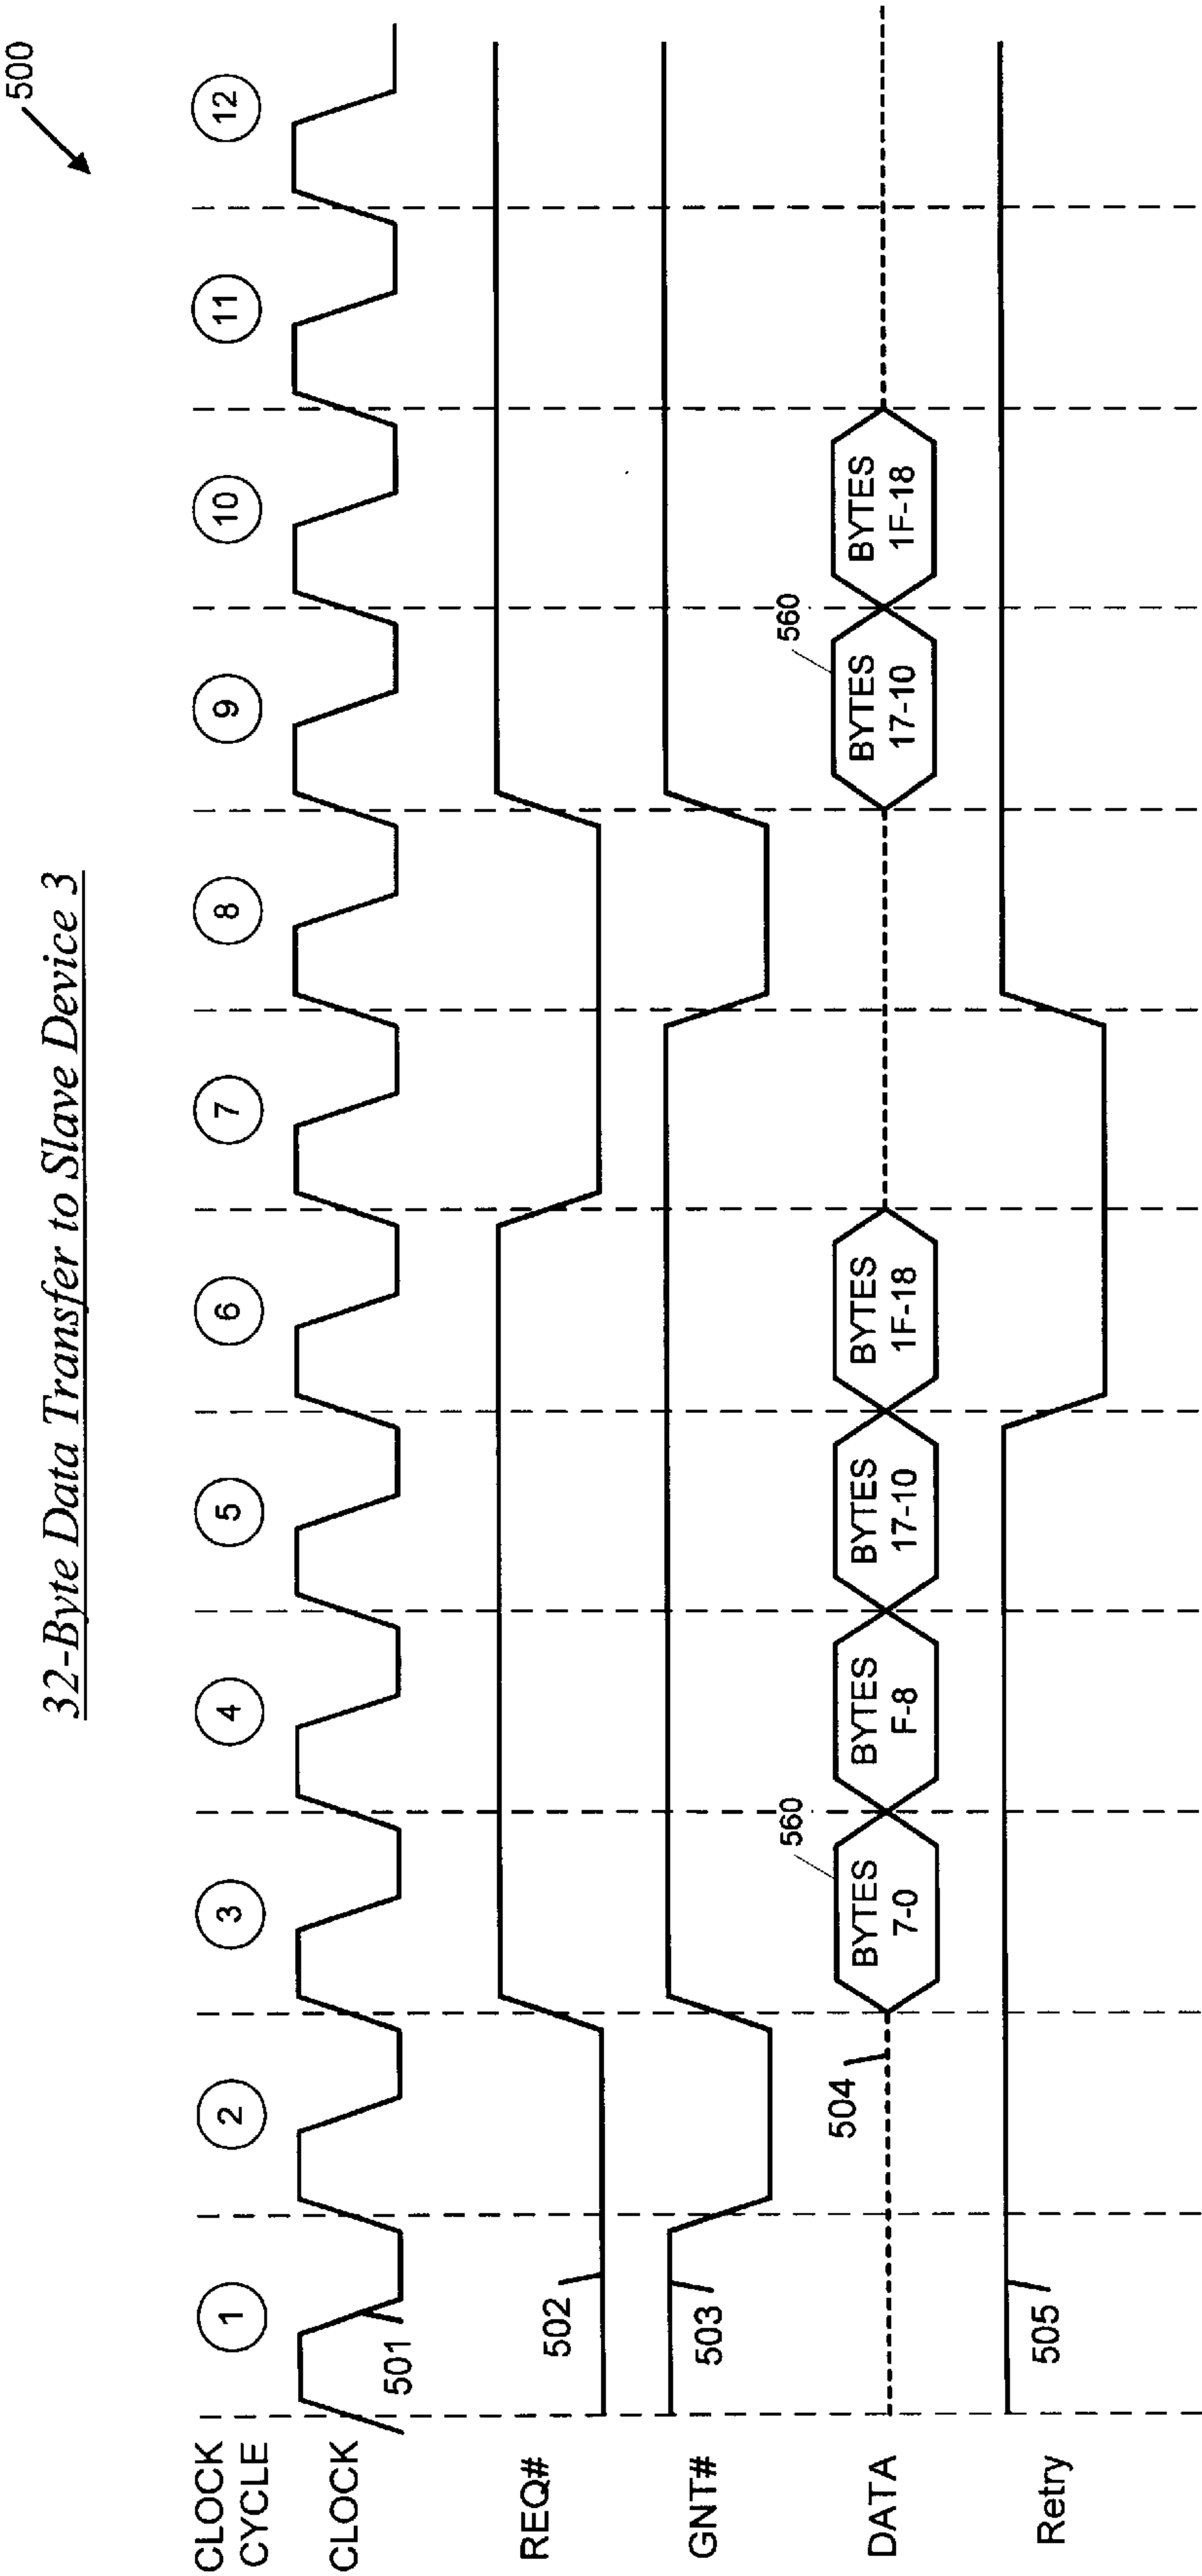 500
32-Byte Data Transfer to Slave Device 3
CLOCK
CYCLE
1 2 3 4 5 6 7 8 9 10 11 12
CLOCK
501
REQ#
502
GNT#
503
DATA
504
560
BYTES
7-0
BYTES
F-8
BYTES
17-10
BYTES
1F-18
560
BYTES
17-10
BYTES
1F-18
Retry
505